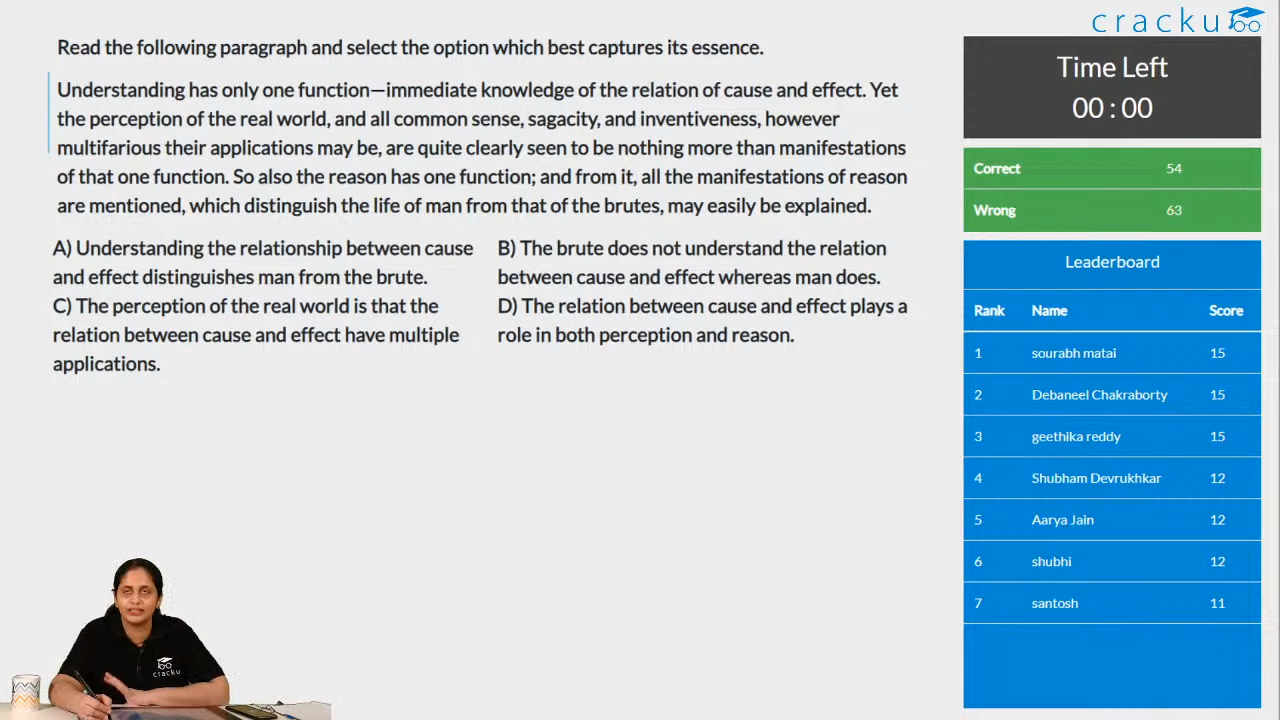 cracku
Read the following paragraph and select the option which best captures its essence.
Understanding has only one function—immediate knowledge of the relation of cause and effect. Yet
the perception of the real world, and all common sense, sagacity, and inventiveness, however
multifarious their applications may be, are quite clearly seen to be nothing more than manifestations
of that one function. So also the reason has one function; and from it, all the manifestations of reason
are mentioned, which distinguish the life of man from that of the brutes, may easily be explained.
A) Understanding the relationship between cause
and effect distinguishes man from the brute.
B) The brute does not understand the relation
between cause and effect whereas man does.
C) The perception of the real world is that the
relation between cause and effect have multiple
applications.
D) The relation between cause and effect plays a
role in both perception and reason.
Time Left
00 : 00
Correct 54
Wrong 63
Leaderboard
Rank Name Score
1 sourabh matai 15
2 Debaneel Chakraborty 15
3 geethika reddy 15
4 Shubham Devrukhkar 12
5 Aarya Jain 12
6 shubhi 12
7 santosh 11
cracku